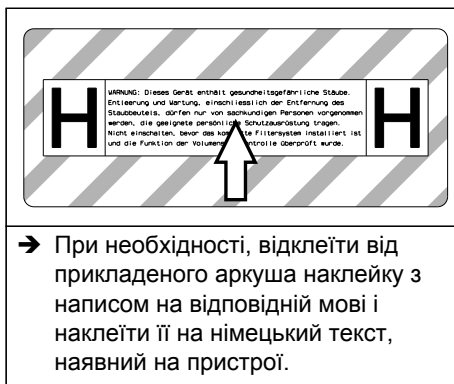 H H
WARNUNG: Dieses Gerät enthält gesundheitsgefährliche Stäube.
Entleerung und Wartung, einschliesslich der Entfernung des
Staubbeutels, dürfen nur von sachkundigen Personen vorgenommen
werden, die geeignete persönliche Schutzausrüstung tragen.
Nicht einschalten, bevor das Filtersystem installiert ist
und die Funktion der überprüft wurde.
➔ При необхідності, відклеїти від
прикладеного аркуша наклейку з
написом на відповідній мові і
наклеїти її на німецький текст,
наявний на пристрої.